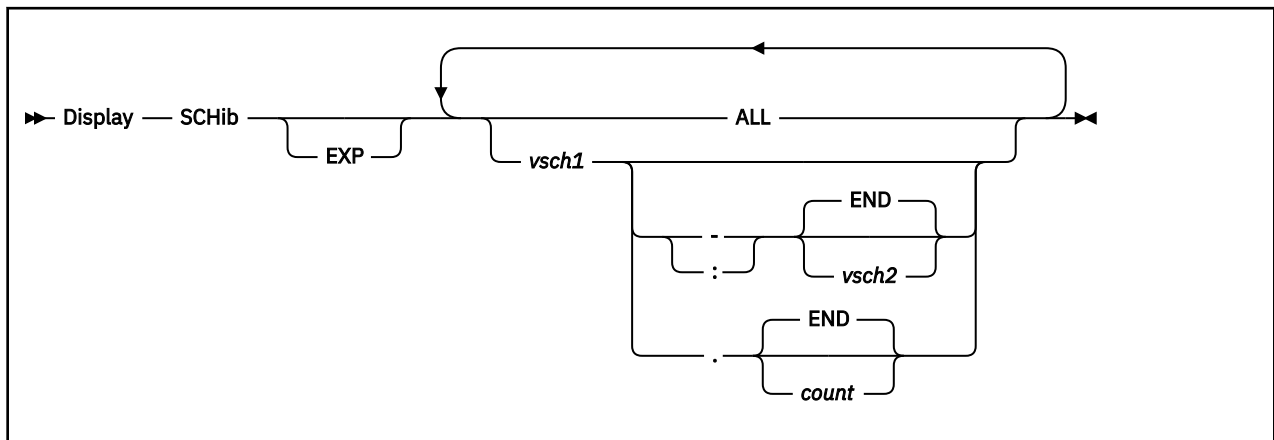 Display SCHib ALL
EXP
vsch1
END
-
:
vsch2
END
.
count